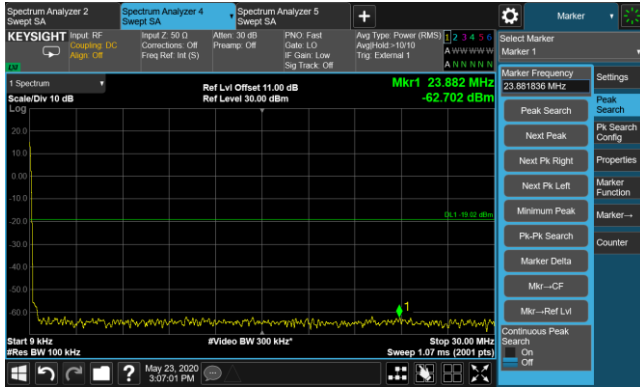 Spectrum Analyzer 2
Swept SA
Spectrum Analyzer 4
Swept SA
Spectrum Analyzer 5
Swept SA
Marker
KEYSIGHT
Input: RF
Coupling: DC
Align: Off
Input Z: 50 Ω
Corrections: Off
Freq Ref: Int (S)
Atten: 30 dB
Preamp: Off
PNO: Fast
Gate: LO
IF Gain: Low
Sig Track: Off
Avg Type: Power (RMS)
Avg|Hold:>10/10
Trig: External 1
1 2 3 4 5 6
A W W W W W
A N N N N N
LXI
Select Marker
Marker 1
1 Spectrum
Scale/Div 10 dB
Ref Lvl Offset 11.00 dB
Ref Level 30.00 dBm
Mkr1 23.882 MHz
-62.702 dBm
Log
20.0
10.0
0.00
-10.0
-20.0
-30.0
-40.0
-50.0
-60.0
DL1 -19.02 dBm
1
Start 9 kHz
#Res BW 100 kHz
#Video BW 300 kHz*
Stop 30.00 MHz
Sweep 1.07 ms (2001 pts)
Marker Frequency
23.881836 MHz
Peak Search
Next Peak
Next Pk Right
Next Pk Left
Minimum Peak
Pk-Pk Search
Marker Delta
Mkr→CF
Mkr→Ref Lvl
Continuous Peak
Search
On
Off
Settings
Peak
Search
Pk Search
Config
Properties
Marker
Function
Marker→
Counter
May 23, 2020
3:07:01 PM